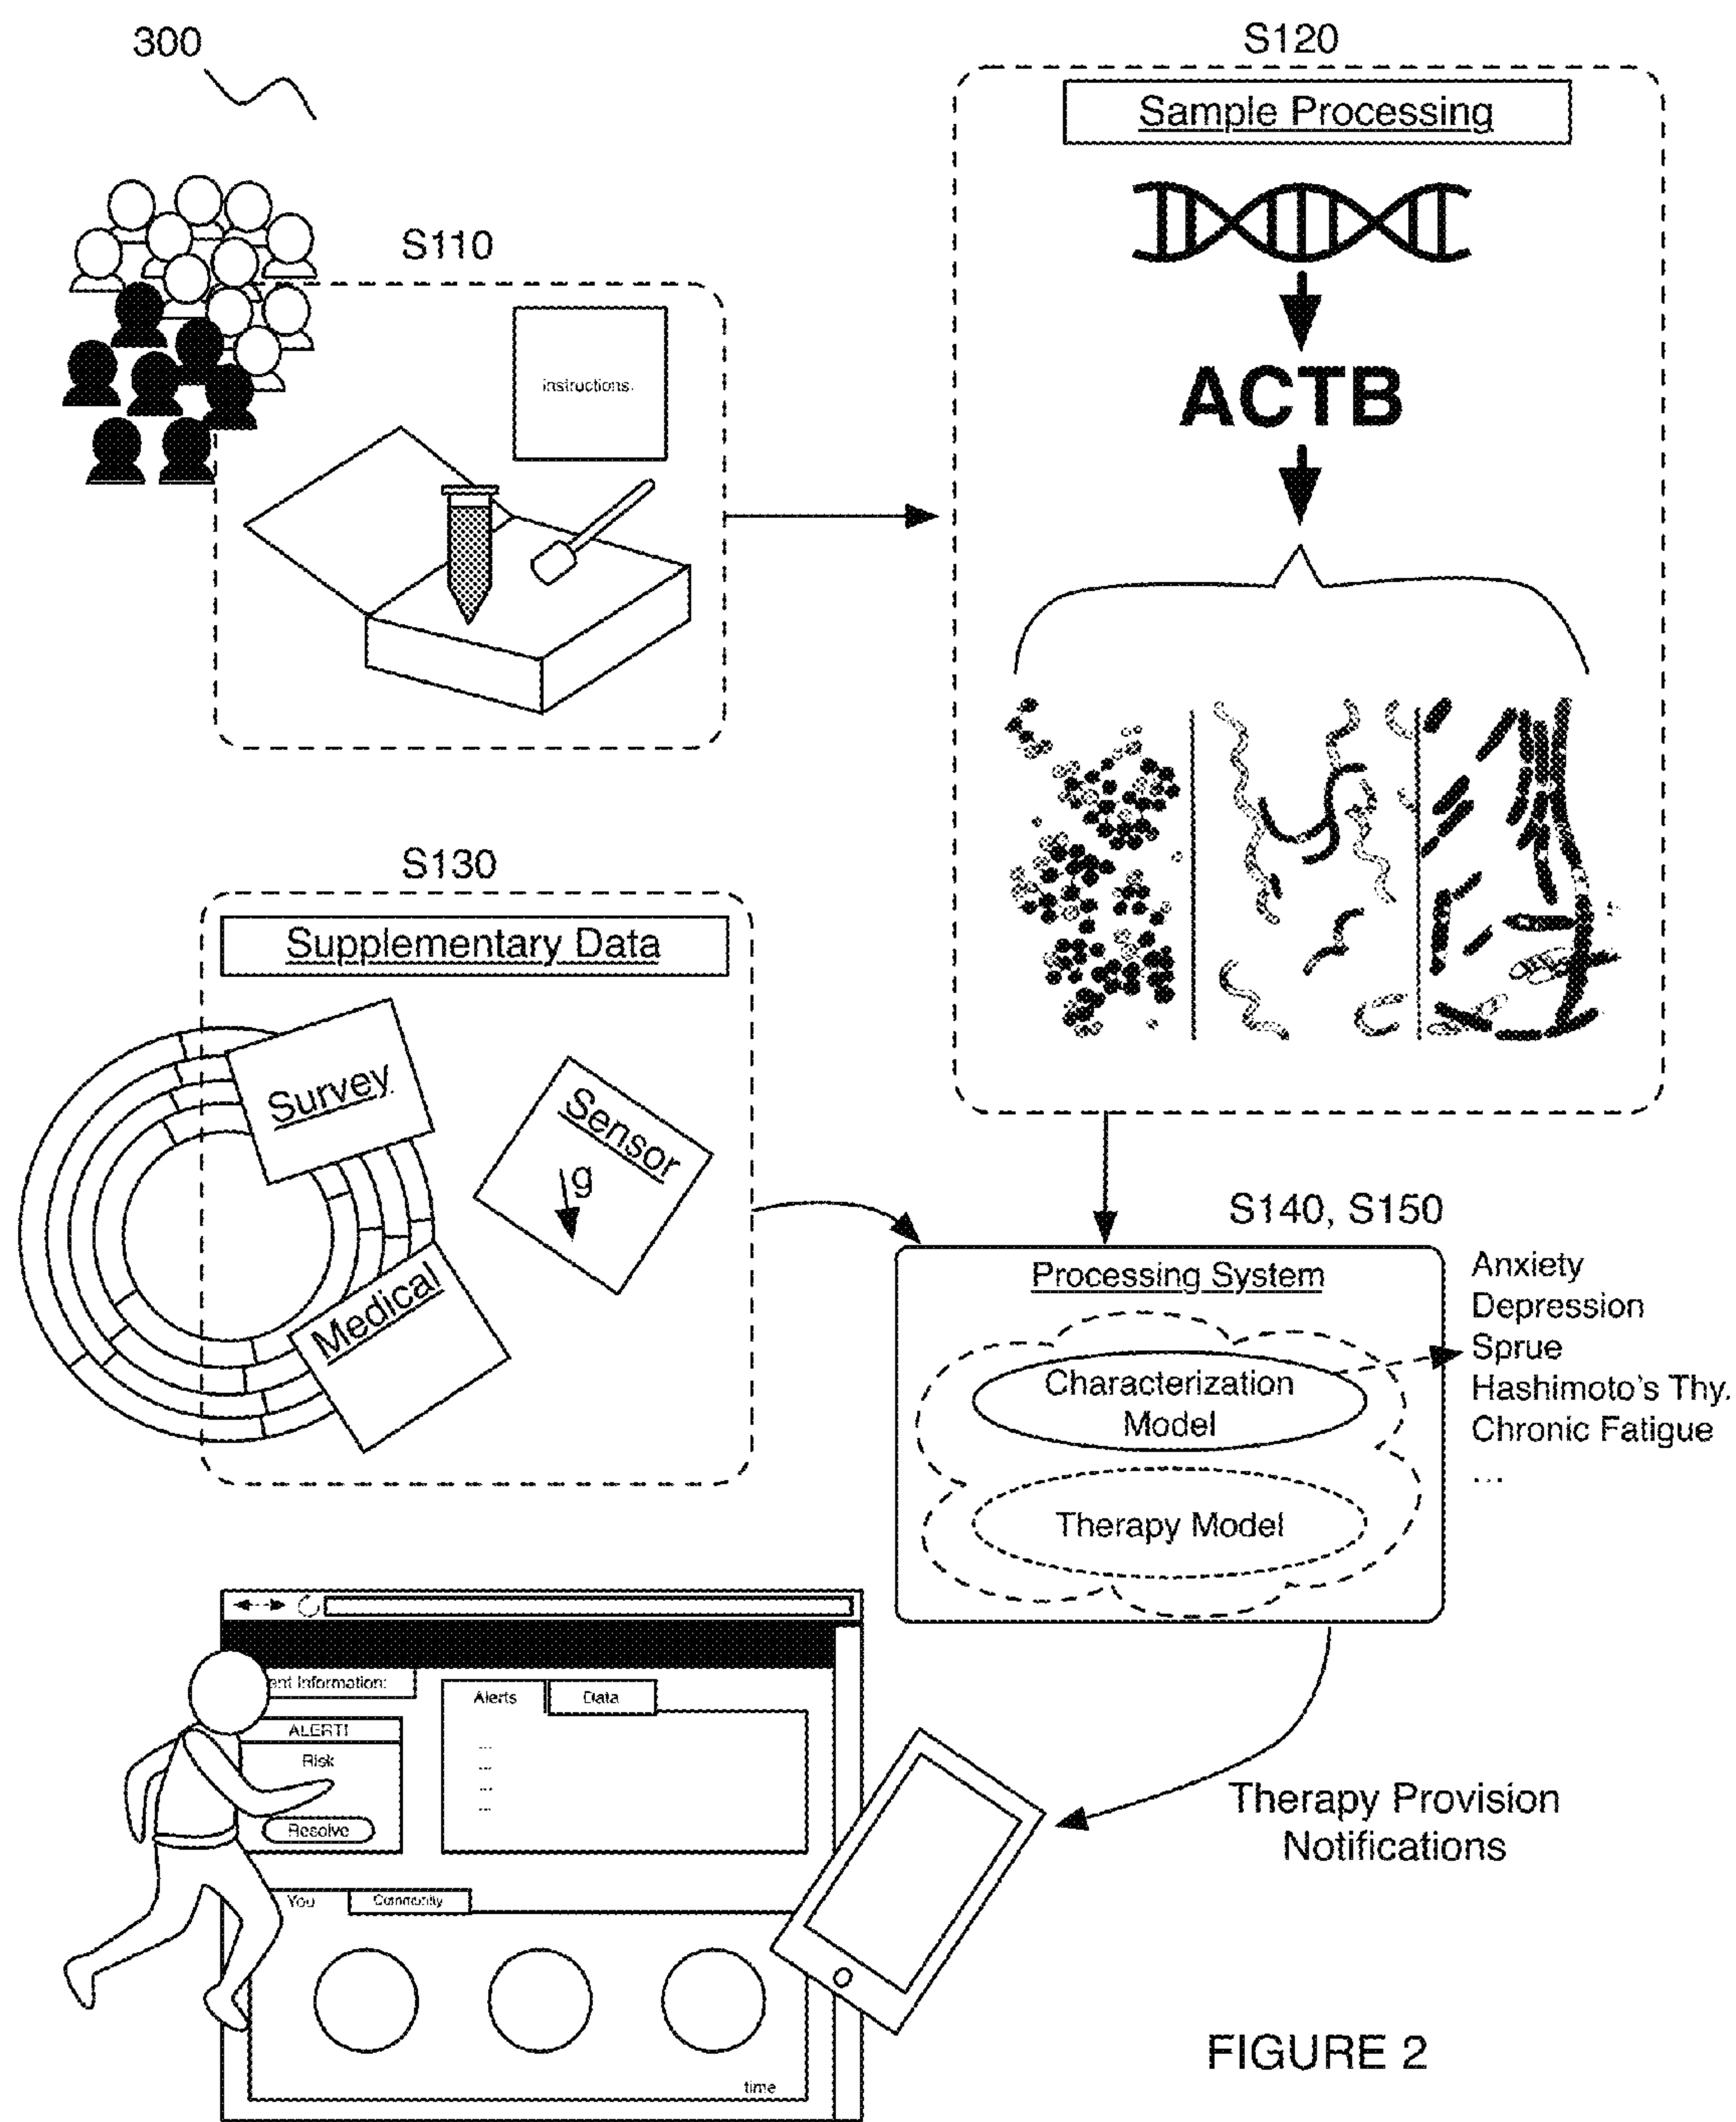 300
S110
instructions.
S120
Sample Processing
ACTB
S130
Supplementary Data
Survey
Sensor
g
Medical
S140, S150
Processing System
Characterization
Model
Therapy Model
Anxiety
Depression
Sprue
Hashimoto's Thy.
Chronic Fatigue
...
ent Information:
ALERT!
Risk
Resolve
Alerts
Data
...
...
...
...
You
Community
time
Therapy Provision
Notifications
FIGURE 2